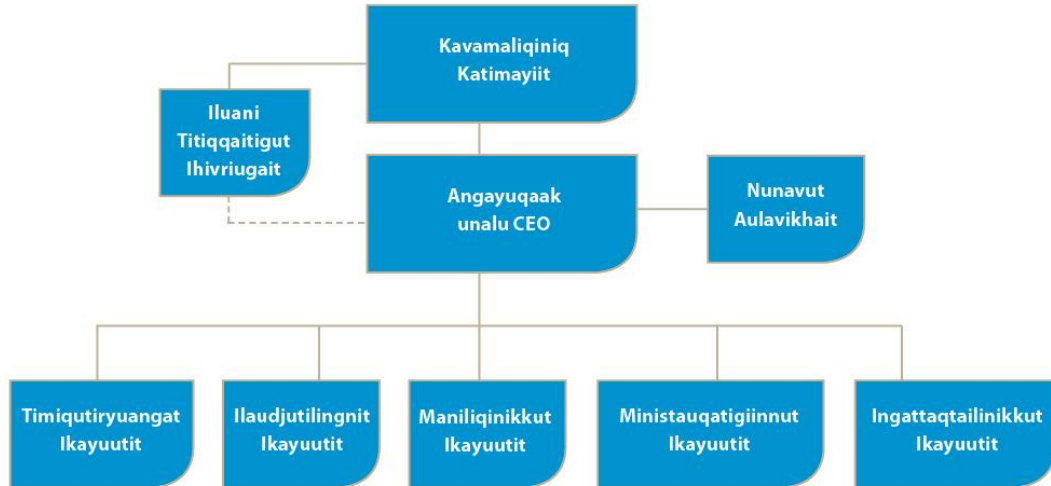 Kavamaliqiniq
Katimayiit
Iluani
Titiqqaitigut
Ihivriugait
Angayuqaak
unalu CEO
Nunavut
Aulavikhait
Timiqutiryuangat
Ikayuutit
Ilaudjutilingnit
Ikayuutit
Maniliqinikkut
Ikayuutit
Ministauqatigiinnut
Ikayuutit
Ingattaqtailinikkut
Ikayuutit